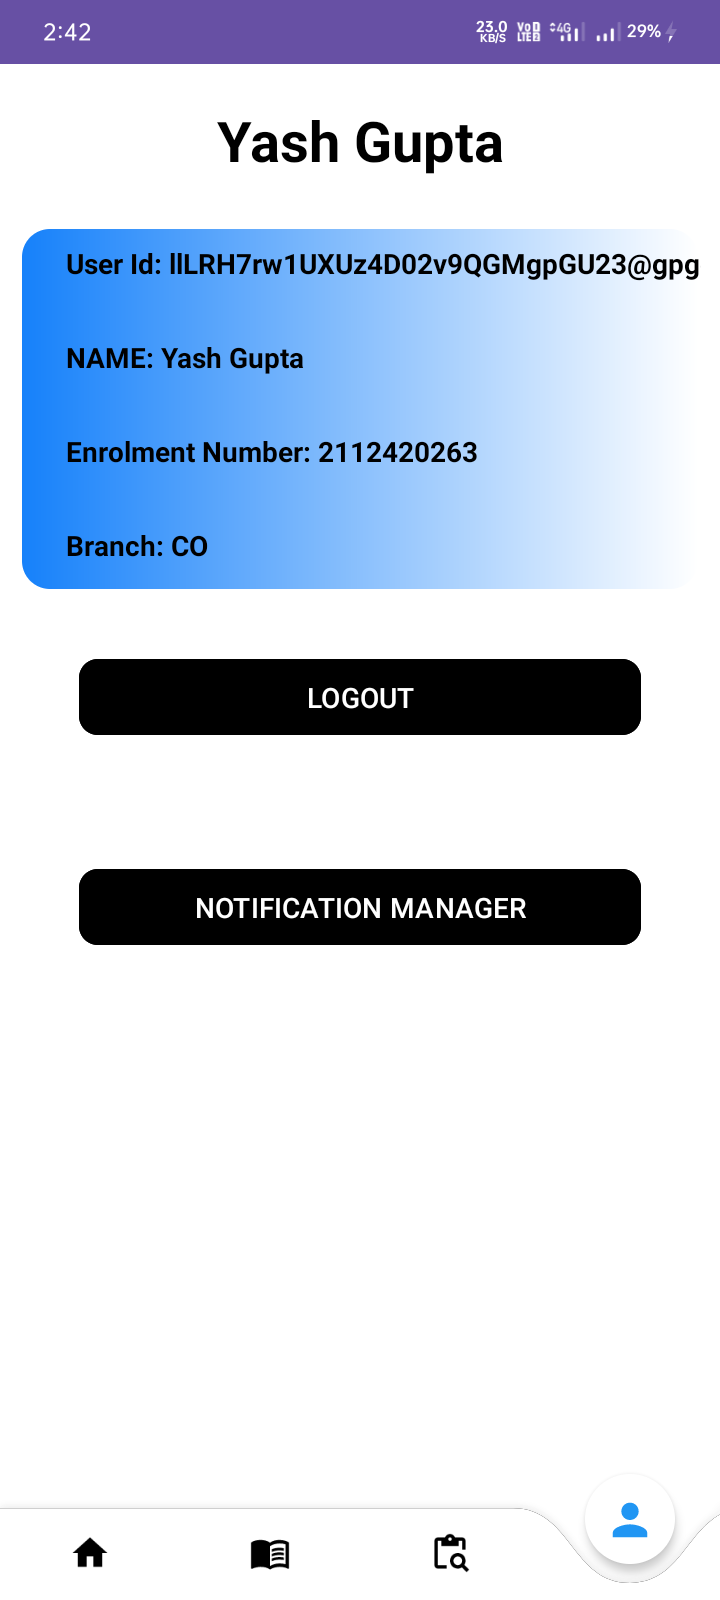 2:42
23.0 KB/S Vo LTE 4G 29%
Yash Gupta
User Id: llLRH7rw1UXUz4D02v9QGMgpGU23@gpg
NAME: Yash Gupta
Enrolment Number: 2112420263
Branch: CO
LOGOUT
NOTIFICATION MANAGER